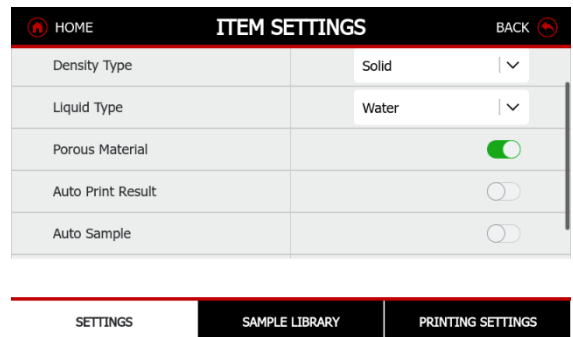 HOME ITEM SETTINGS BACK
Density Type Solid
Liquid Type Water
Porous Material
Auto Print Result
Auto Sample
SETTINGS SAMPLE LIBRARY PRINTING SETTINGS